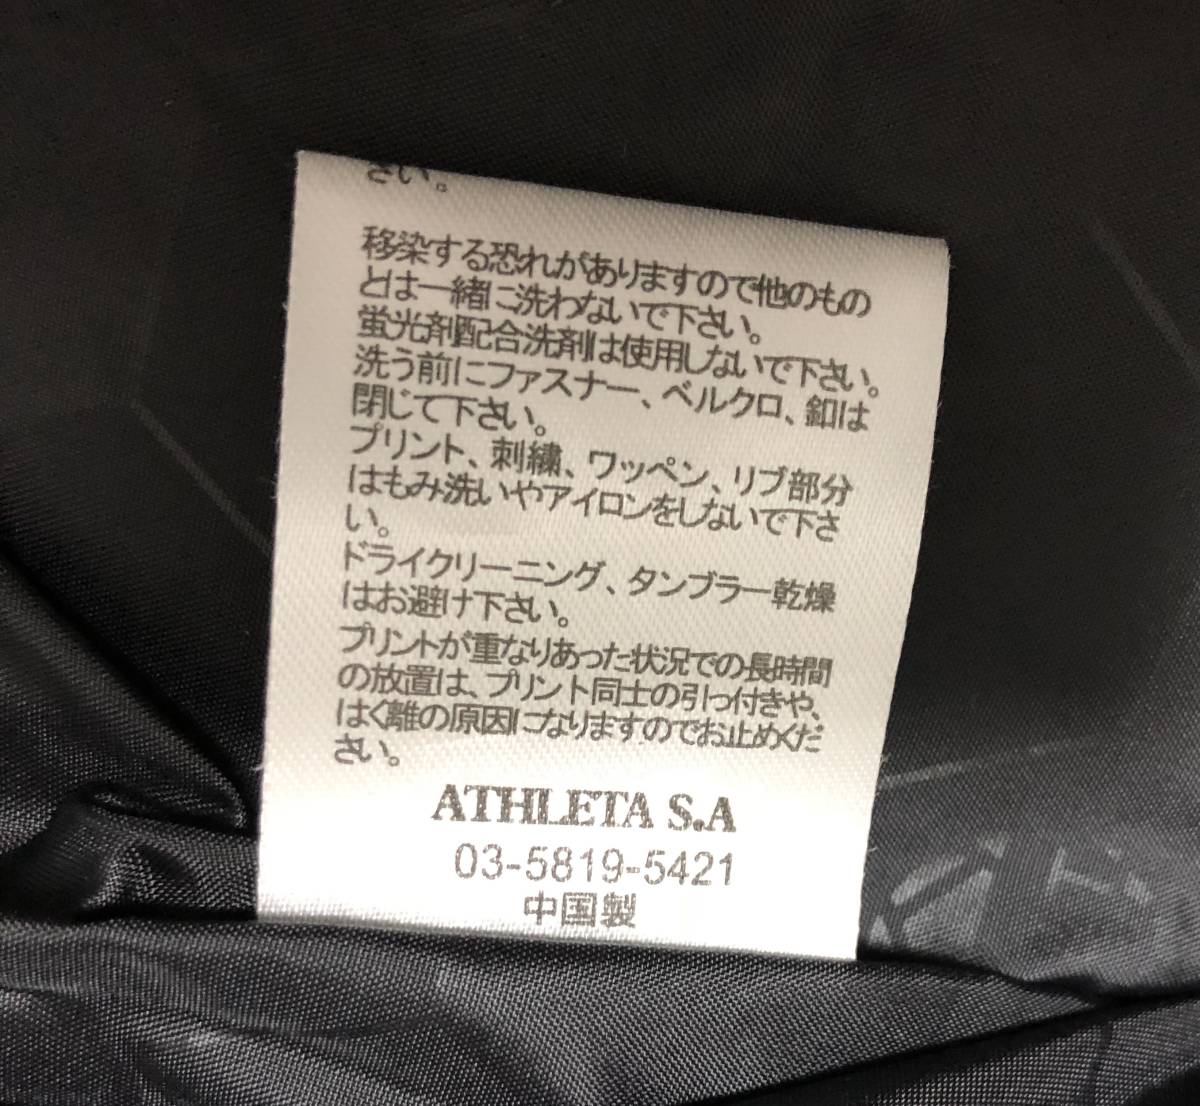 さい。
移染する恐れがありますので他のもの
とは一緒に洗わないで下さい。
蛍光剤配合洗剤は使用しないで下さい。
洗う前にファスナー、ベルクロ、釦は
閉じて下さい。
プリント、刺繍、ワッペン、リブ部分
はもみ洗いやアイロンをしないで下さ
い。
ドライクリーニング、タンブラー乾燥
はお避け下さい。
プリントが重なりあった状況での長時間
の放置は、プリント同士の引っ付きや、
はく離の原因になりますのでお止めくだ
さい。
ATHLETA S.A
03-5819-5421
中国製